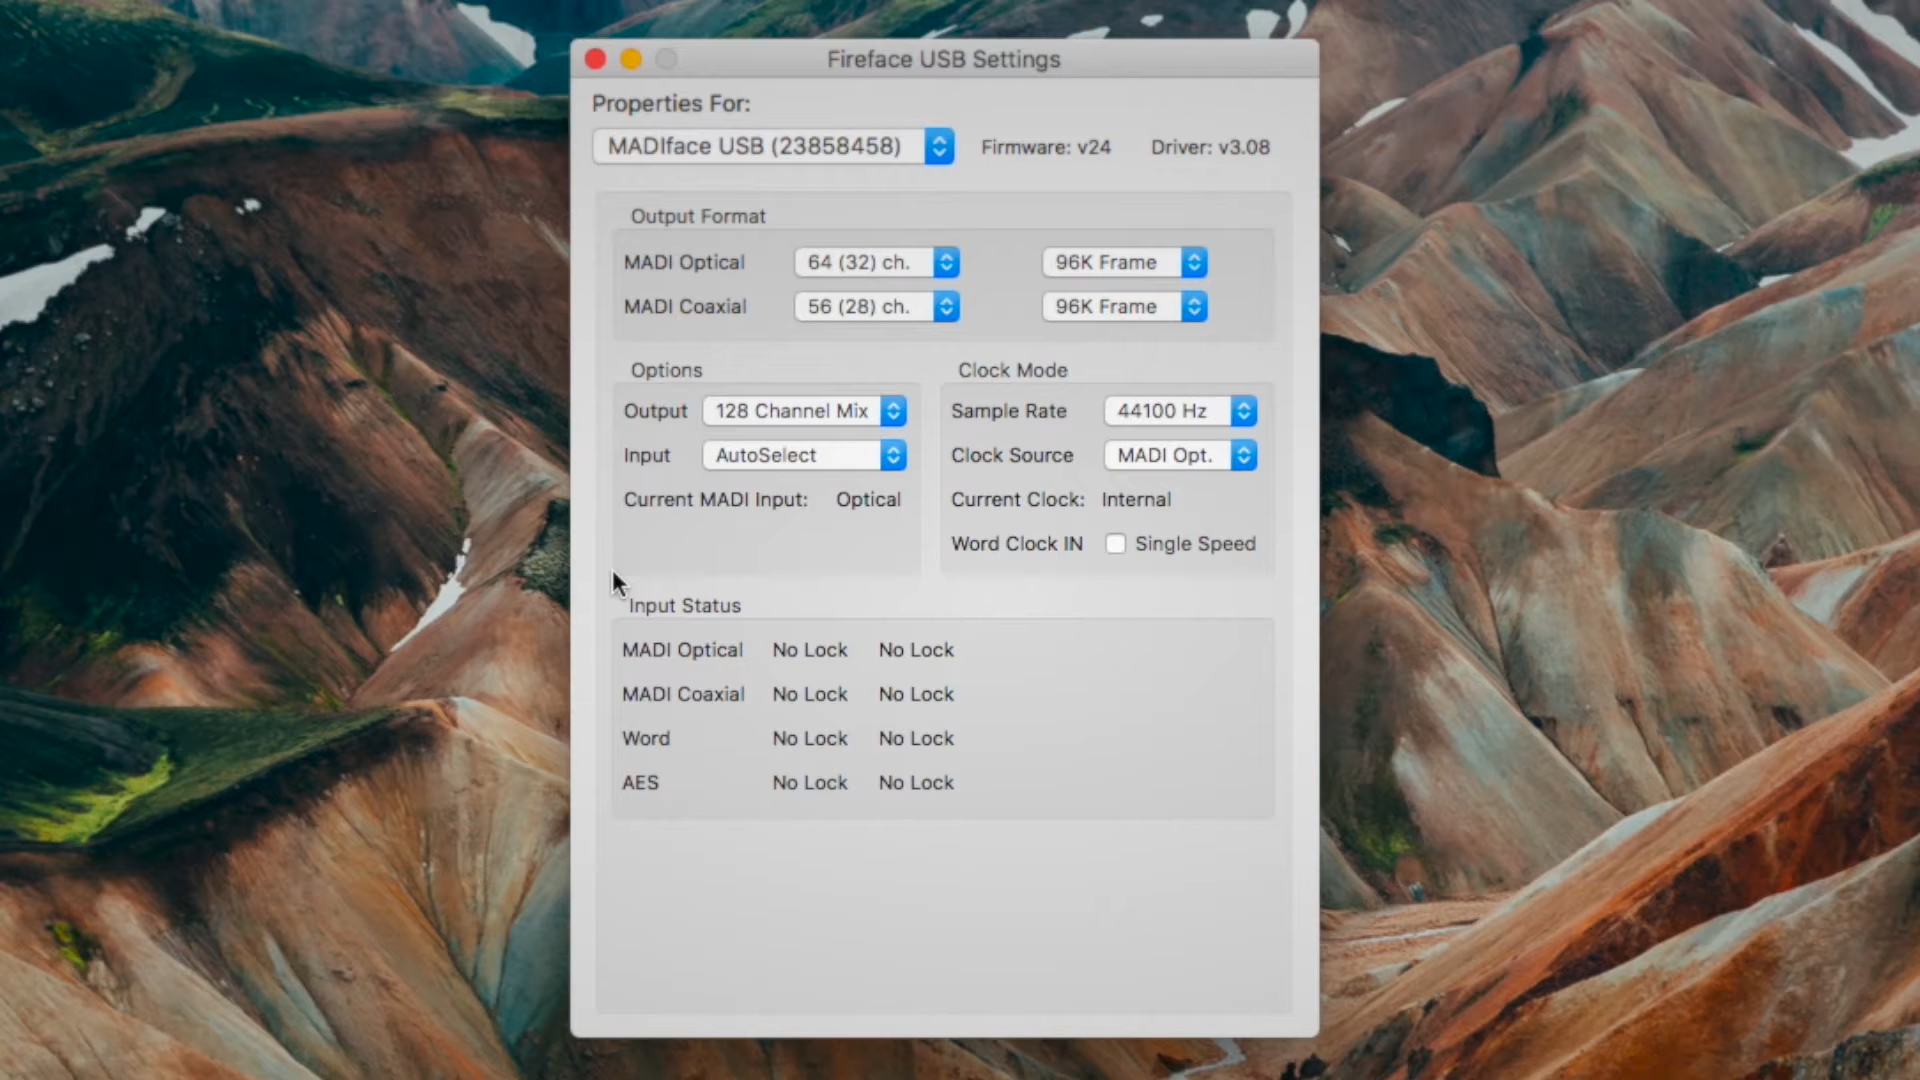 Fireface USB Settings
Properties For:
MADIface USB (23858458) Firmware: v24 Driver: v3.08
Output Format
MADI Optical 64 (32) ch. 96K Frame
MADI Coaxial 56 (28) ch. 96K Frame
Options Clock Mode
Output 128 Channel Mix Sample Rate 44100 Hz
Input AutoSelect Clock Source MADI Opt.
Current MADI Input: Optical Current Clock: Internal
Word Clock IN Single Speed
Input Status
MADI Optical No Lock No Lock
MADI Coaxial No Lock No Lock
Word No Lock No Lock
AES No Lock No Lock